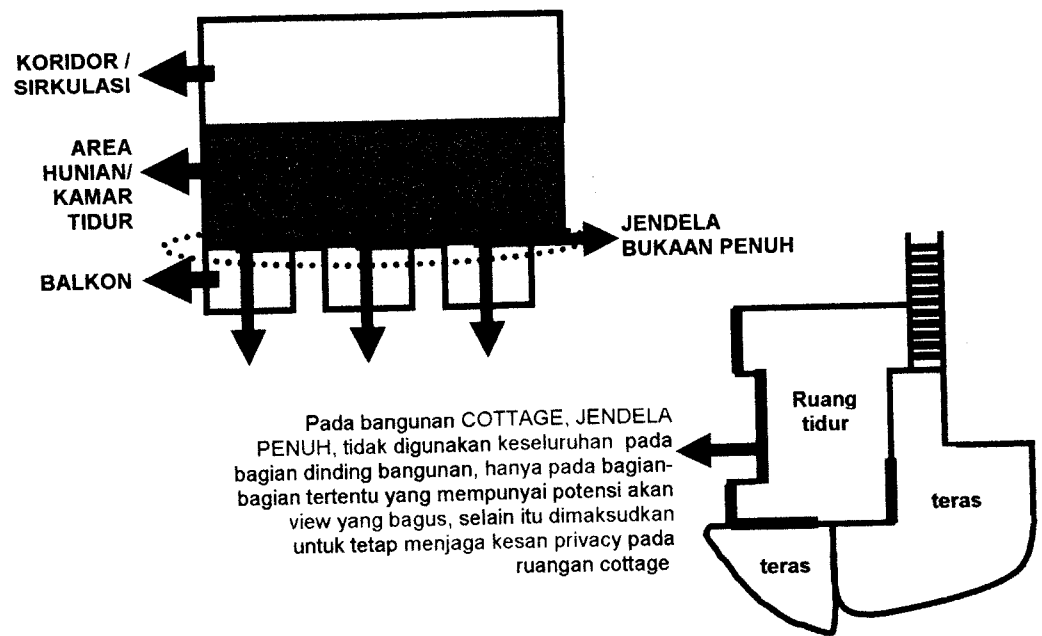 KORIDOR /
SIRKULASI
AREA
HUNIAN/
KAMAR
TIDUR
JENDELA
BUKAAN PENUH
BALKON
Pada bangunan COTTAGE, JENDELA
PENUH, tidak digunakan keseluruhan pada
bagian dinding bangunan, hanya pada bagian-
bagian tertentu yang mempunyai potensi akan
view yang bagus, selain itu dimaksudkan
untuk tetap menjaga kesan privacy pada
ruangan cottage
Ruang
tidur
teras
teras